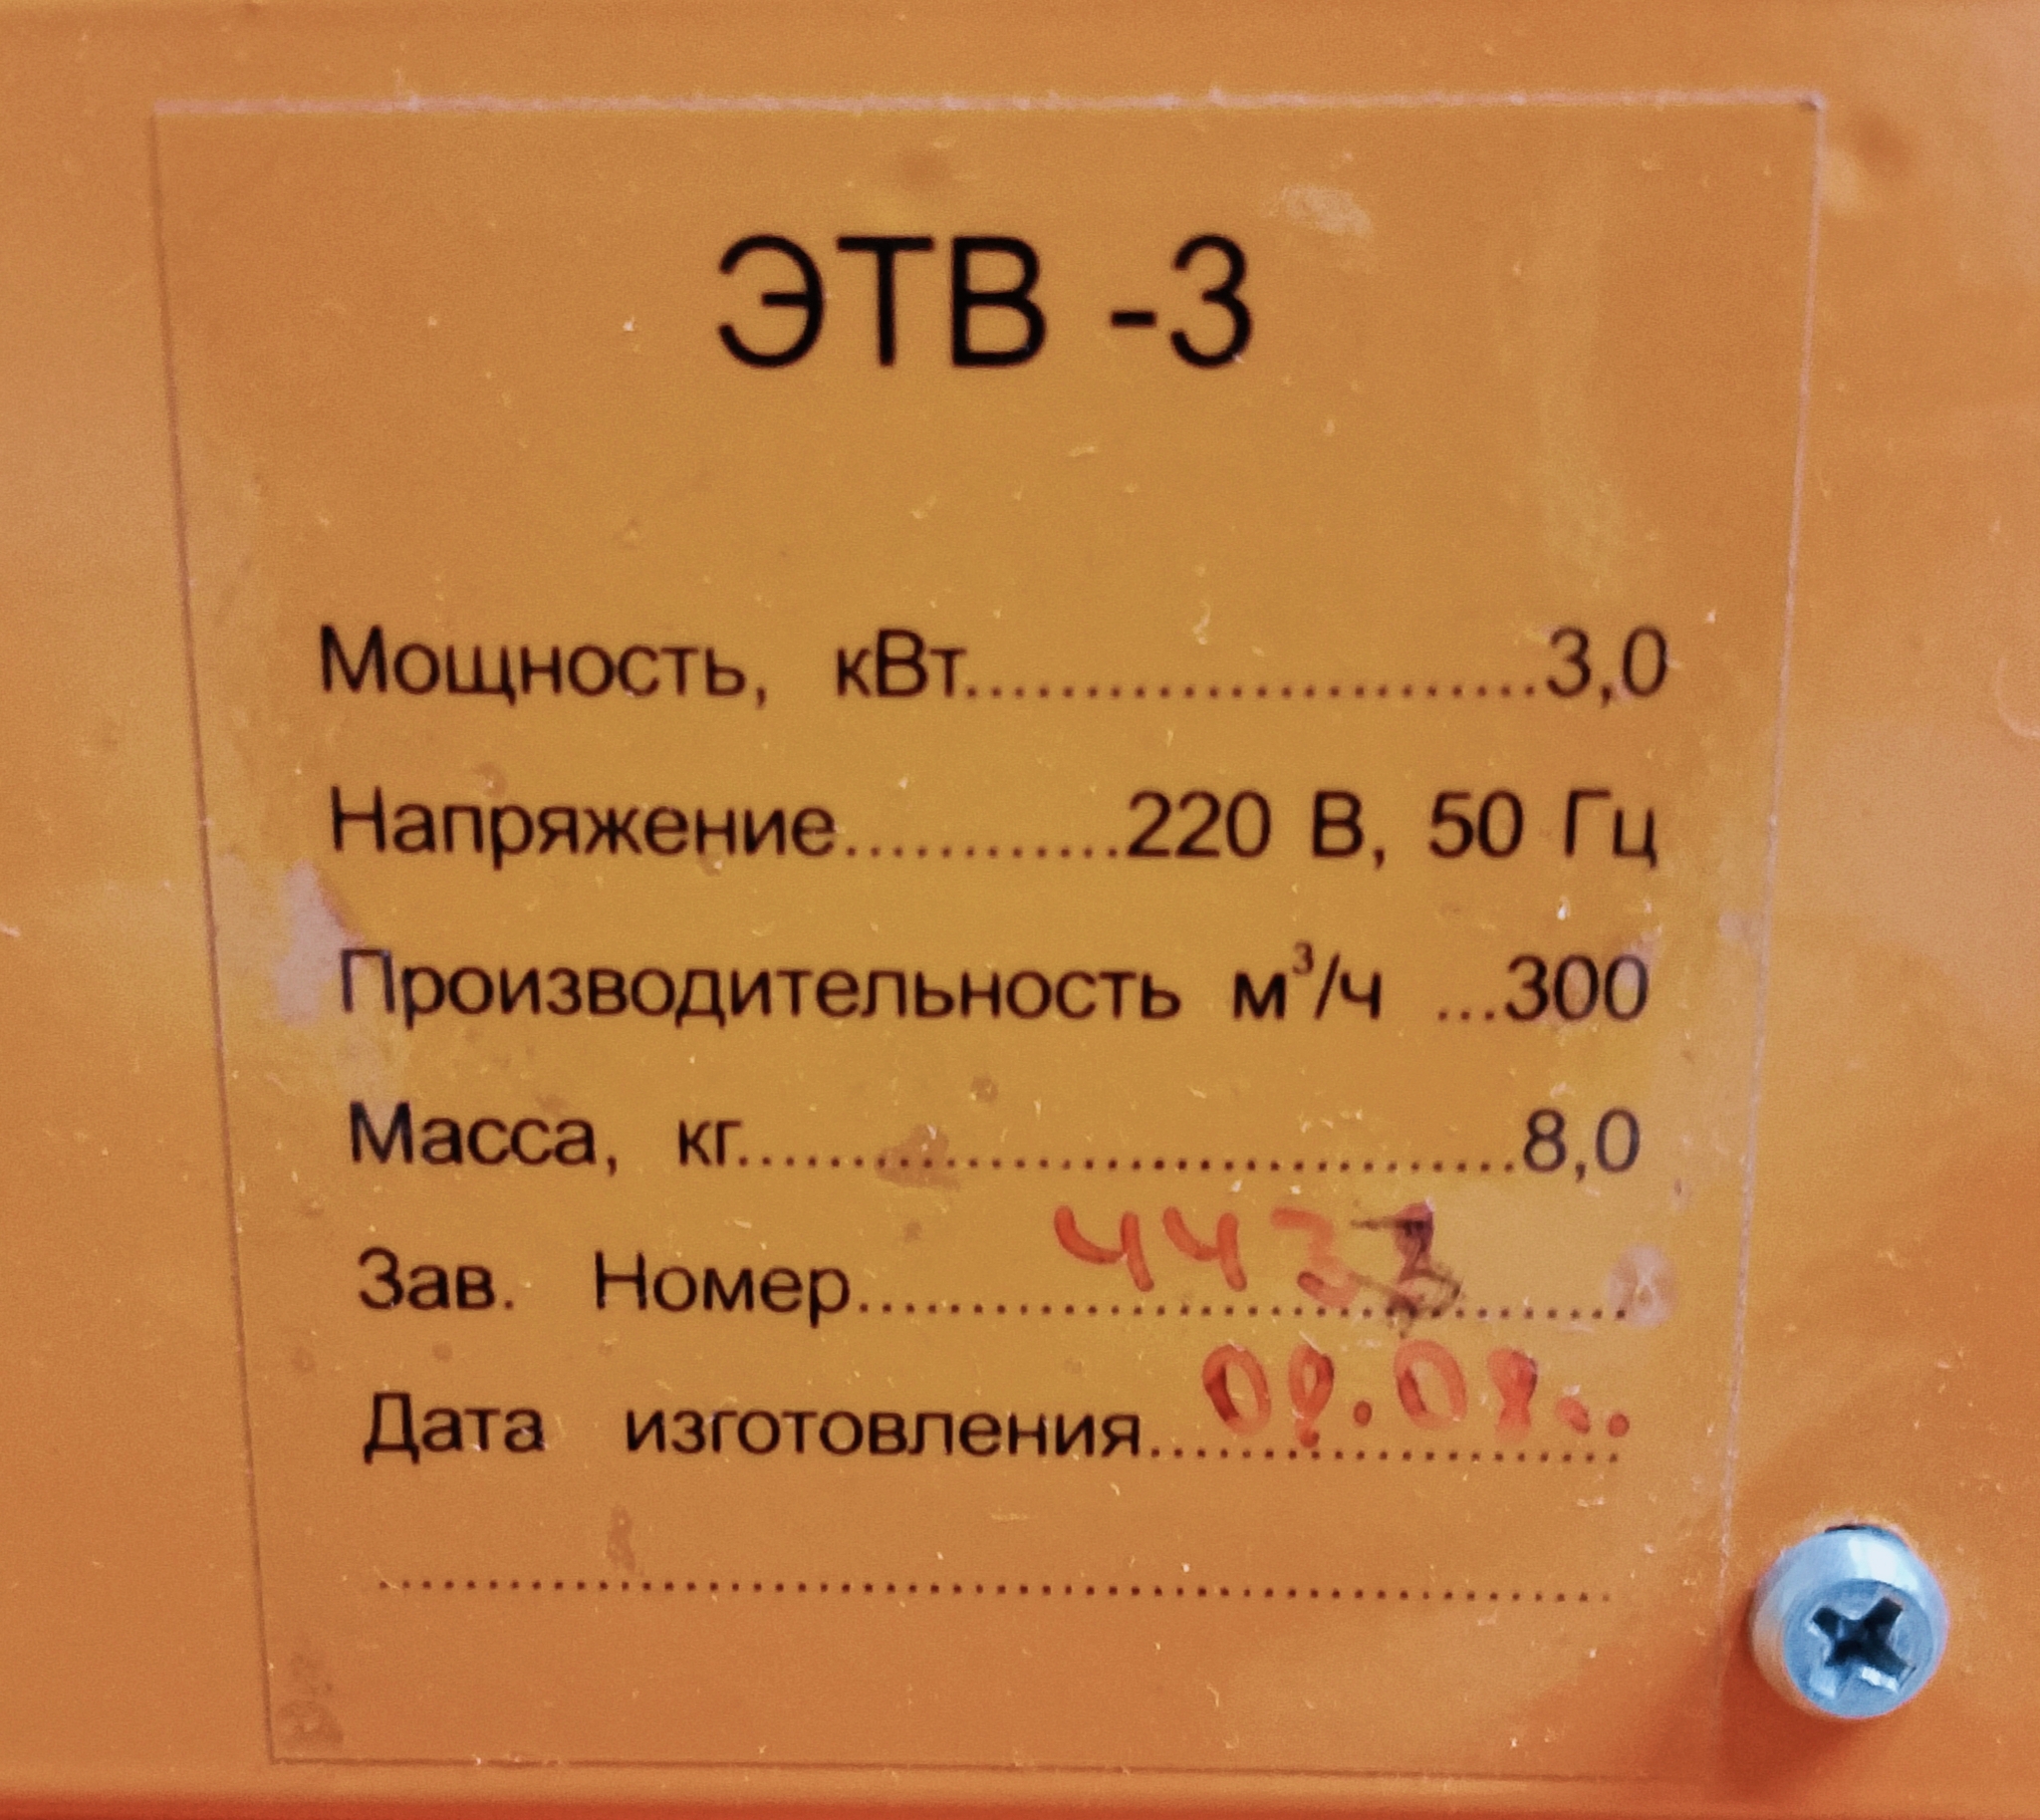 ЭТВ -3
Мощность, кВт.........................3,0
Напряжение............220 В, 50 Гц
Производительность м³/ч ...300
Масса, кг..................................8,0
Зав. Номер..................................
Дата изготовления.....................